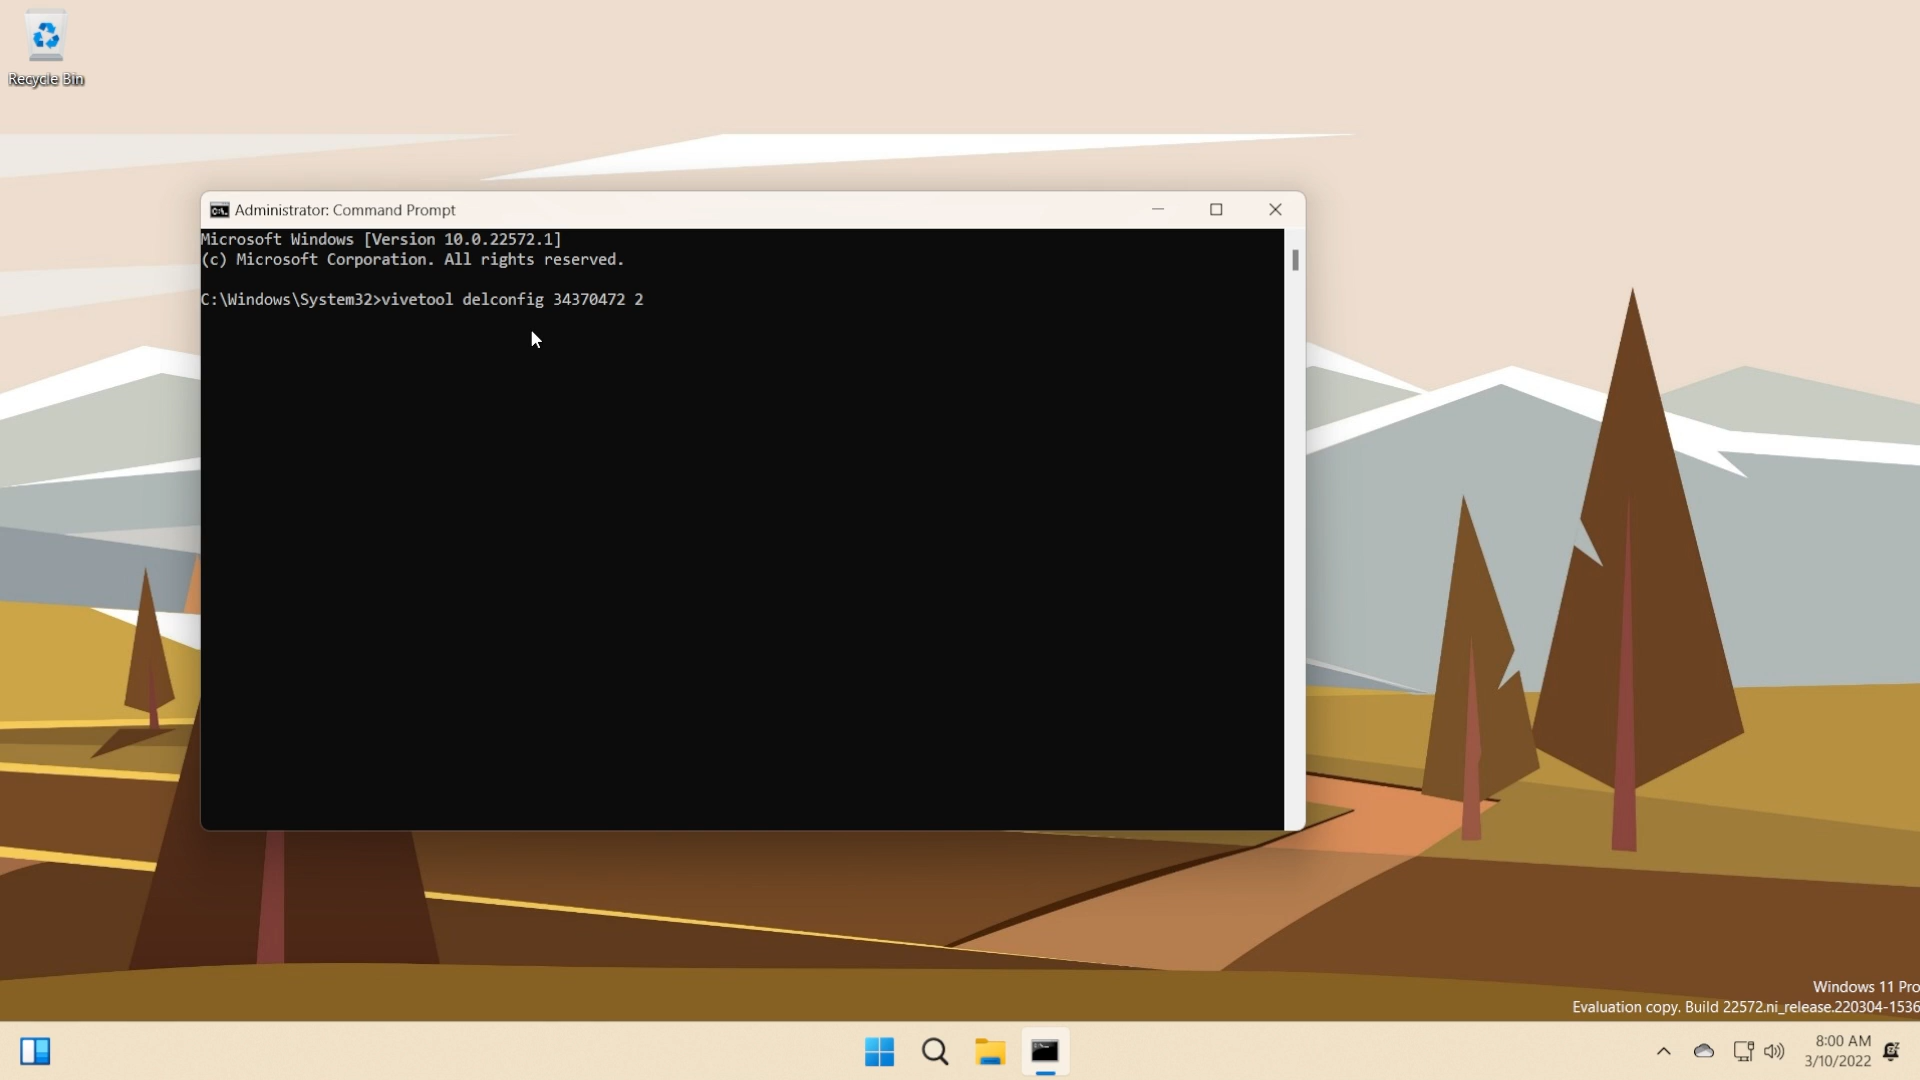 Recycle Bin
Administrator: Command Prompt
Microsoft Windows [Version 10.0.22572.1]
(c) Microsoft Corporation. All rights reserved.
C:\Windows\System32>vivetool delconfig 34370472 2
Windows 11 Pro
Evaluation copy. Build 22572.ni_release.220304-1536
8:00 AM
3/10/2022